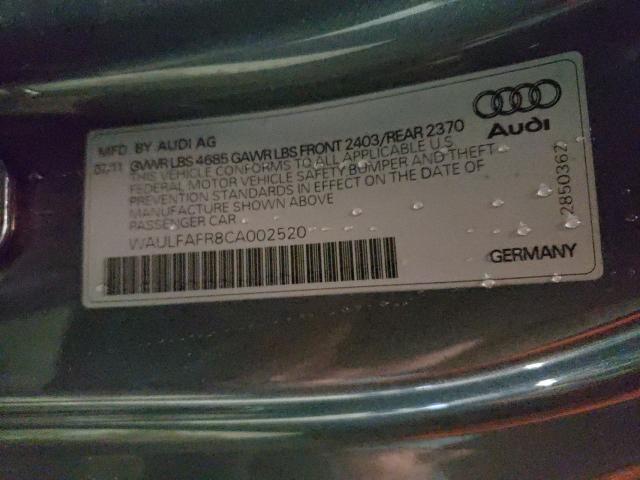 MFD. BY AUDI AG
07/11 GVWR LBS 4685 GAWR LBS FRONT 2403/REAR 2370
THIS VEHICLE CONFORMS TO ALL APPLICABLE U.S.
FEDERAL MOTOR VEHICLE SAFETY BUMPER AND THEFT
PREVENTION STANDARDS IN EFFECT ON THE DATE OF
MANUFACTURE SHOWN ABOVE
PASSENGER CAR
WAULFAFR8CA002520
Audi
2850362
GERMANY